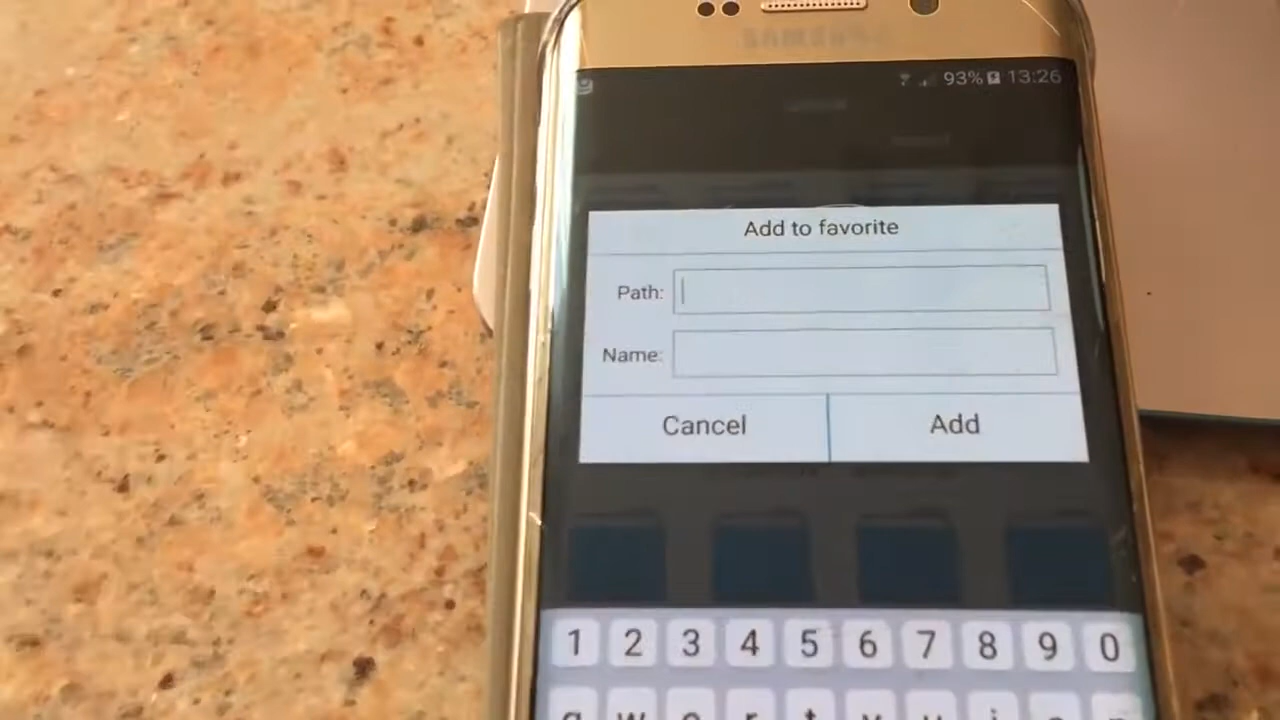 SAMSUNG
93% 13:26
Add to favorite
Path:
Name:
Cancel Add
1 2 3 4 5 6 7 8 9 0